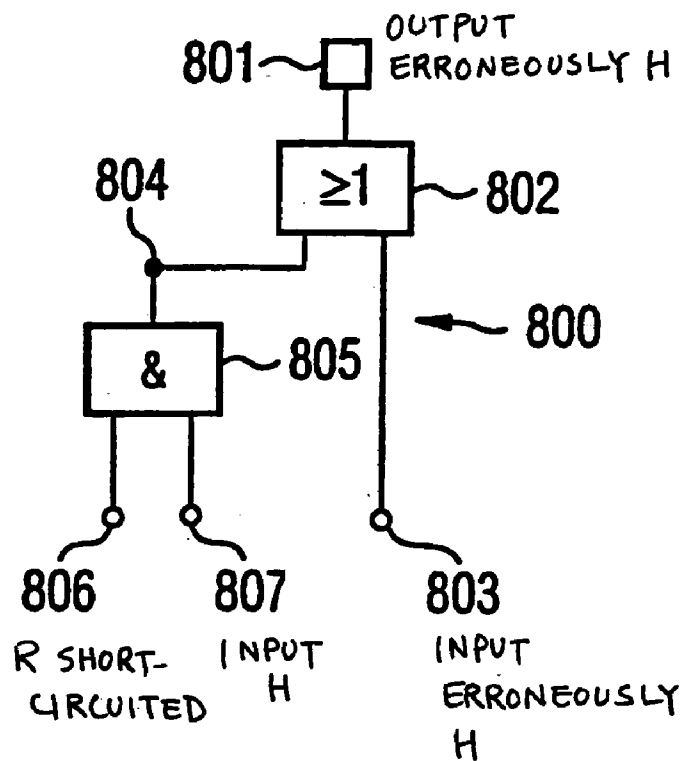 OUTPUT
ERRONEOUSLY H
801
≥1
802
804
800
805
&
806
807
803
R SHORT-
CIRCUITED
INPUT
H
INPUT
ERRONEOUSLY
H